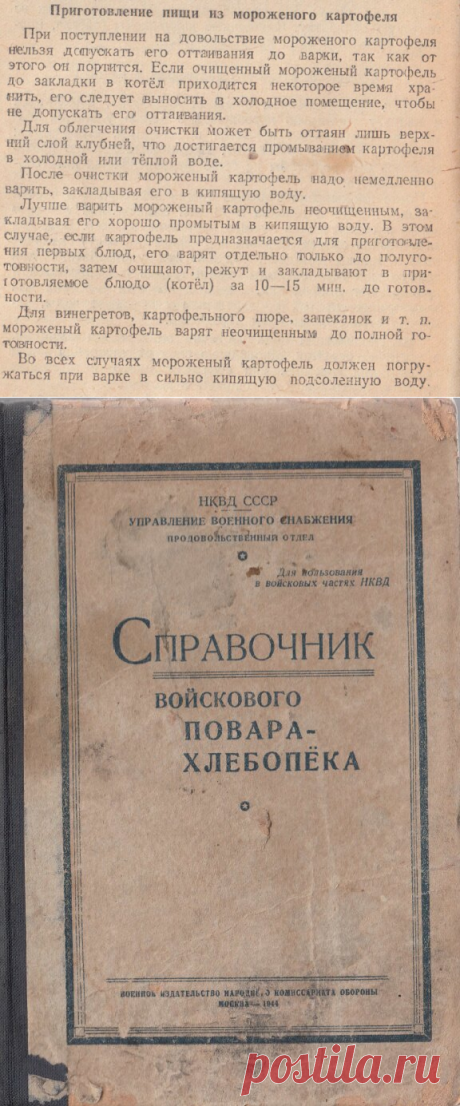 Приготовление пищи из мороженого картофеля
При поступлении на довольствие мороженого картофеля
нельзя допускать его оттаивания до варки, так как от
этого он портится. Если очищенный мороженый картофель
до закладки в котёл приходится некоторое время хра-
нить, его следует выносить в холодное помещение, чтобы
не допускать его оттаивания.
Для облегчения очистки может быть оттаян лишь верх-
ний слой клубней, что достигается промыванием картофеля
в холодной или тёплой воде.
После очистки мороженый картофель надо немедленно
варить, закладывая его в кипящую воду.
Лучше варить мороженый картофель неочищенным, за-
кладывая его хорошо промытым в кипящую воду. В этом
случае, если картофель предназначается для приготовле-
ния первых блюд, его варят отдельно только до полуго-
товности, затем очищают, режут и закладывают в при-
готовляемое блюдо (котёл) за 10—15 мин. до готов-
ности.
Для винегретов, картофельного пюре, запеканок и т. п.
мороженый картофель варят неочищенным до полной го-
товности.
Во всех случаях мороженый картофель должен погру-
жаться при варке в сильно кипящую подсоленную воду.
НКВД СССР
УПРАВЛЕНИЕ ВОЕННОГО СНАБЖЕНИЯ
ПРОДОВОЛЬСТВЕННЫЙ ОТДЕЛ
Для пользования
в войсковых частях НКВД
СПРАВОЧНИК
ВОЙСКОВОГО
ПОВАРА-
ХЛЕБОПЁКА
ВОЕННОЕ ИЗДАТЕЛЬСТВО НАРОДНОГО КОМИССАРИАТА ОБОРОНЫ
МОСКВА — 1944
postila.ru